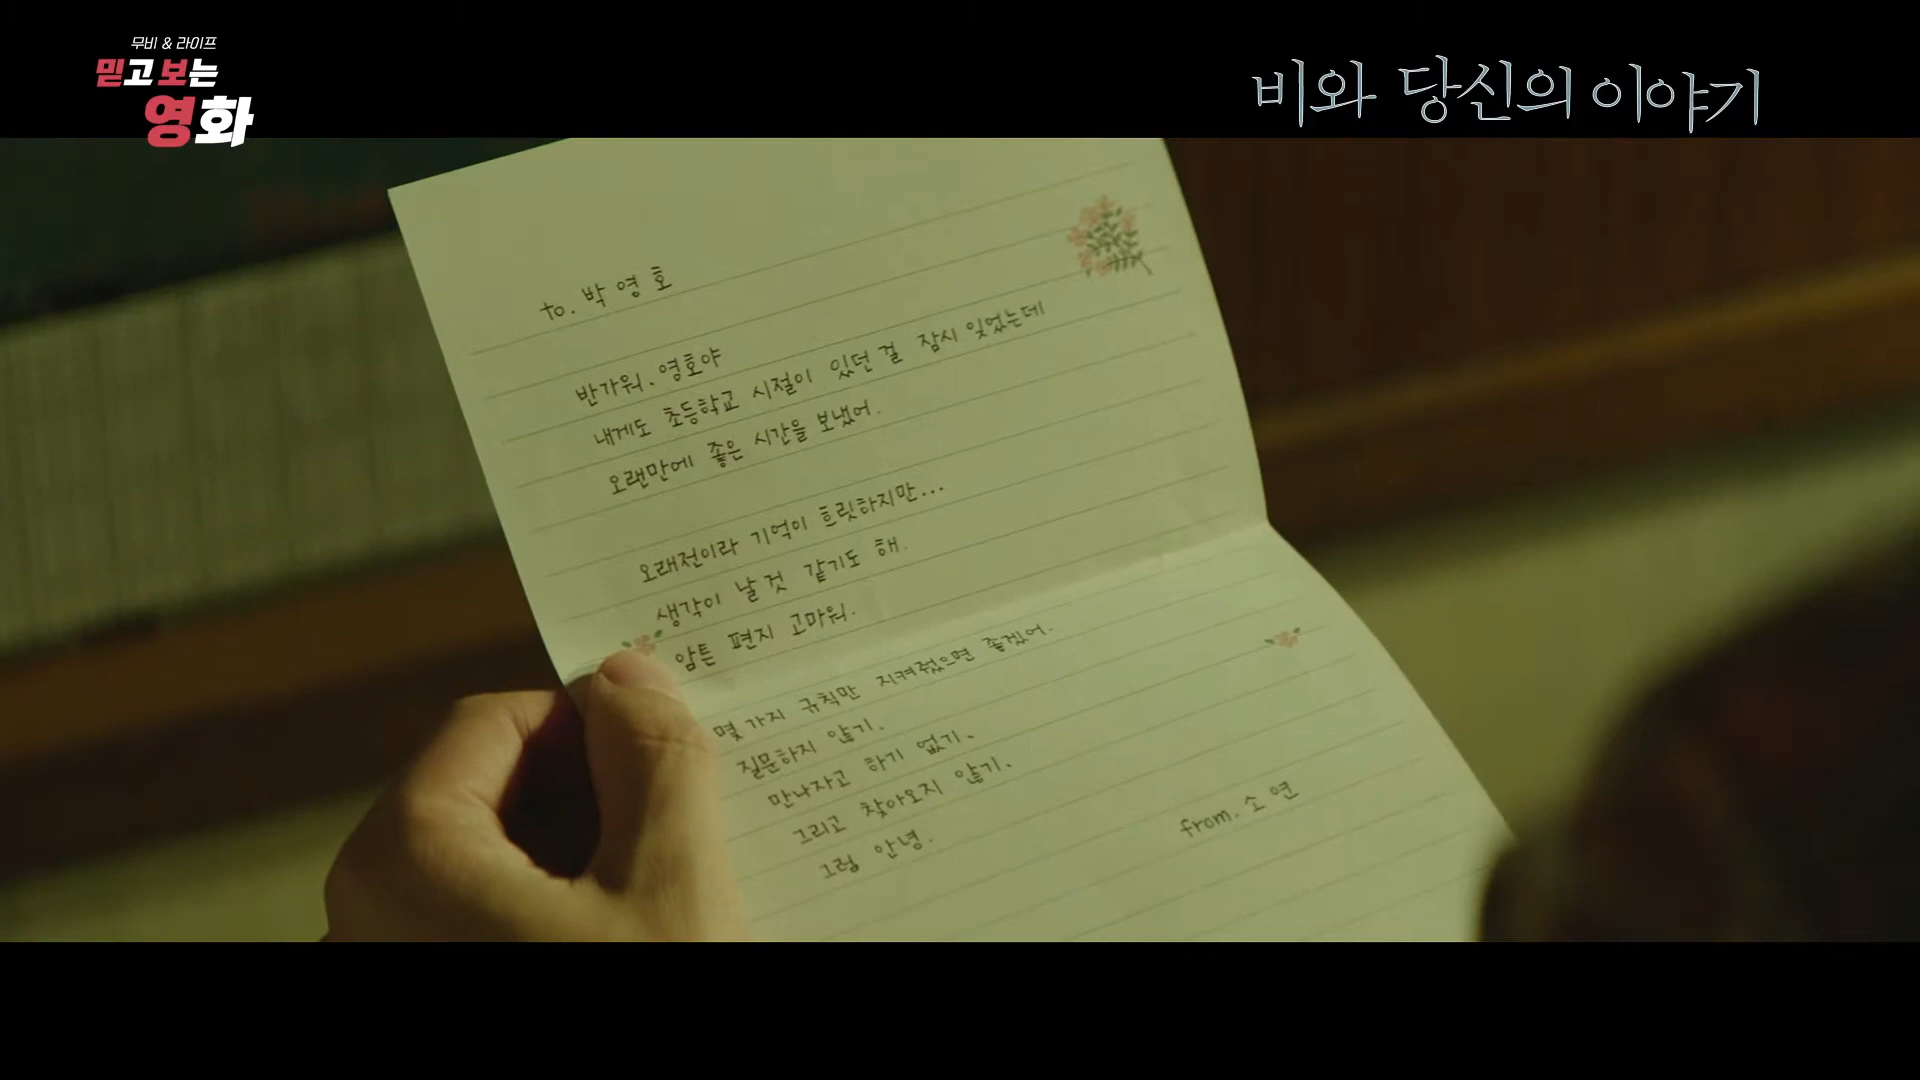 무비 & 라이프
믿고 보는
영화
비와 당신의 이야기
to. 박영호
반가워. 영호야
내게도 초등학교 시절이 있던 걸 잠시 잊었는데
오랜만에 좋은 시간을 보냈어.
오래전이라 기억이 흐릿하지만...
생각이 날 것 같기도 해.
암튼 편지 고마워.
몇 가지 규칙만 지켜줬으면 좋겠어.
질문하지 않기.
만나자고 하기 없기.
그리고 찾아오지 않기.
그럼 안녕.
from. 소연